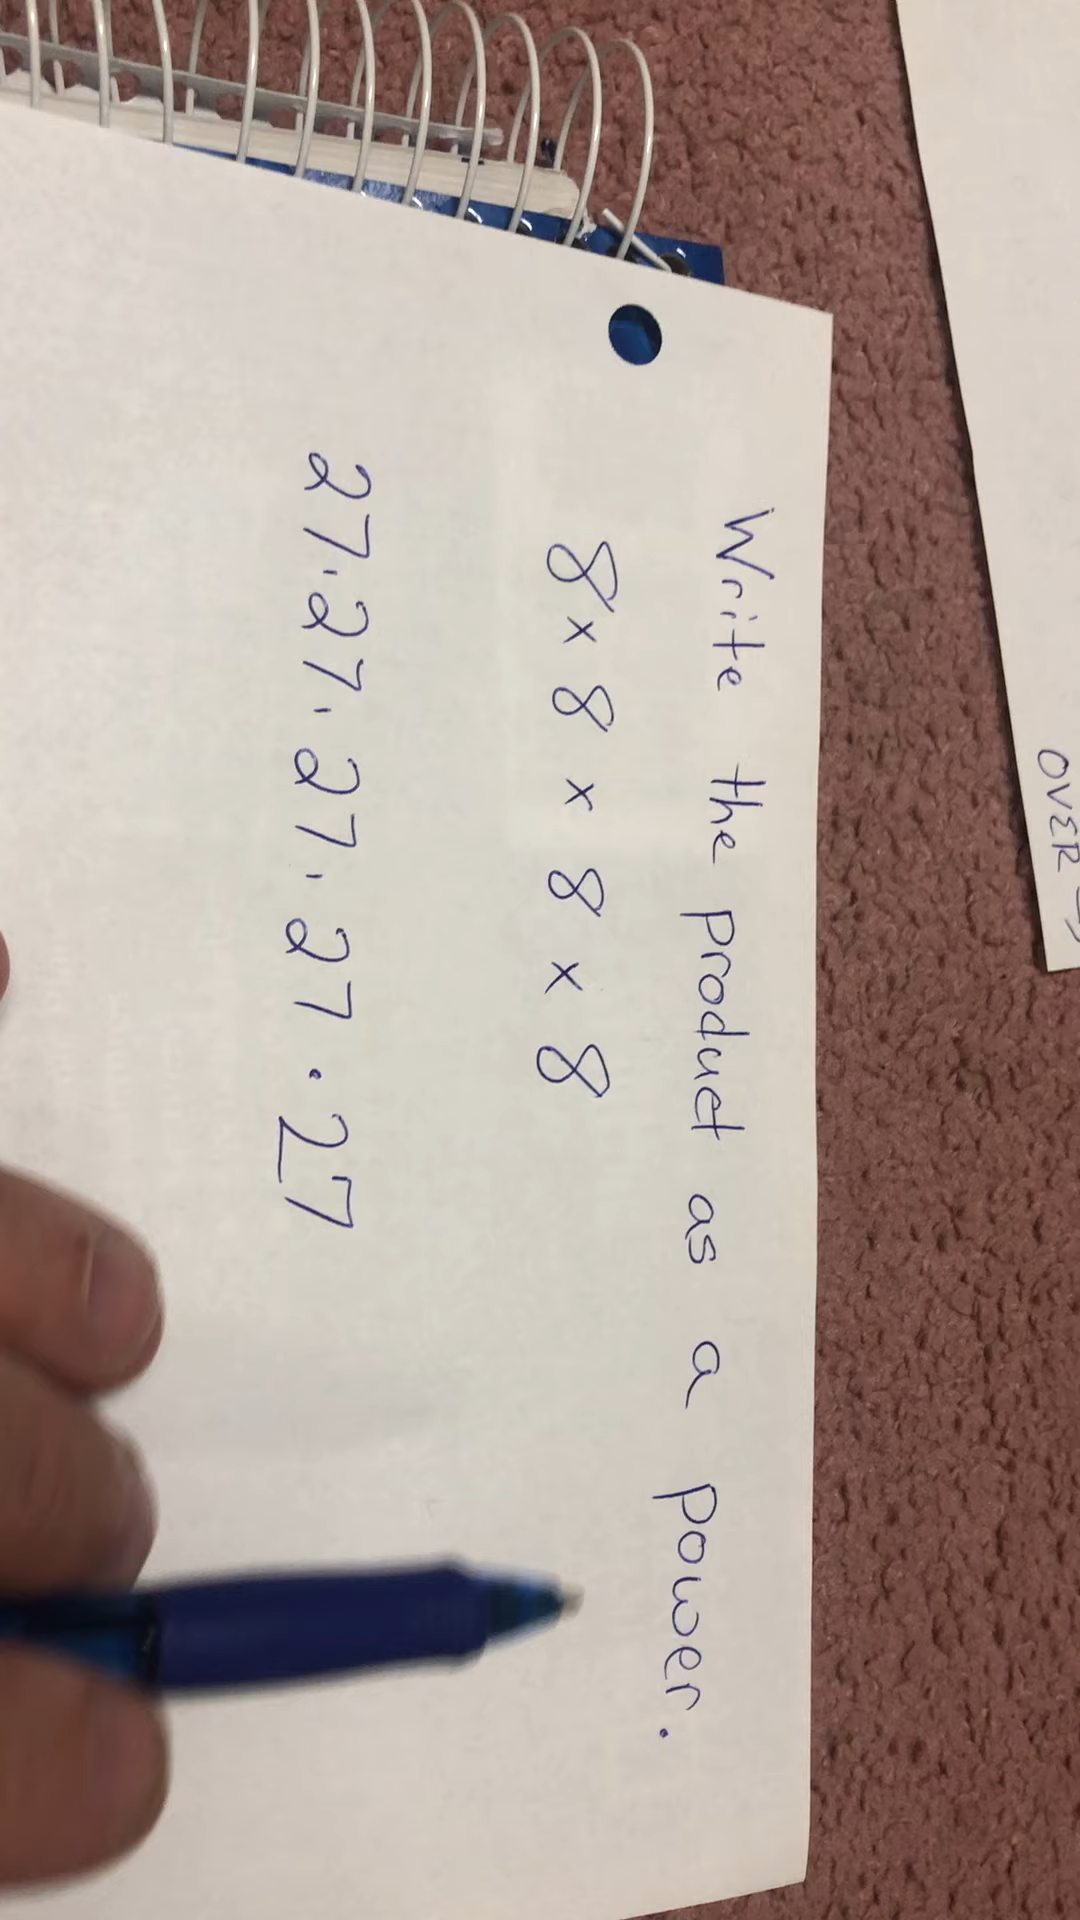 Write the product as a power.
8 x 8 x 8 x 8
27.27.27.27.27
OVER →